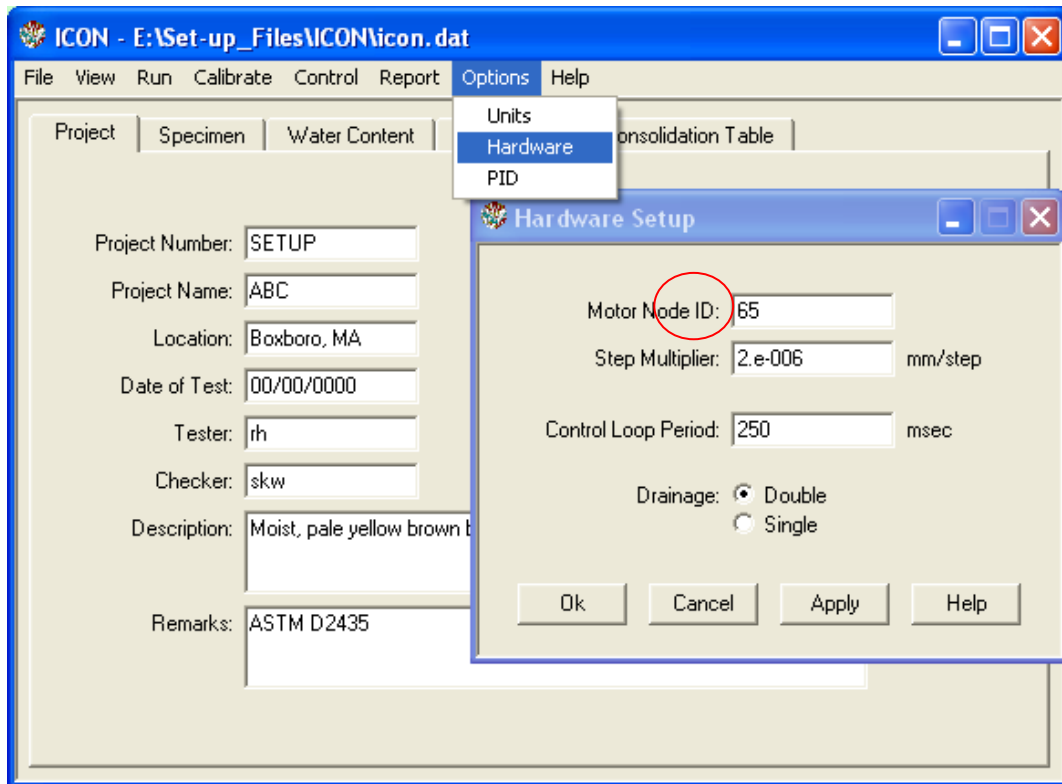 ICON - E:\Set-up_Files\ICON\icon.dat
File View Run Calibrate Control Report Options Help
Units
Hardware
PID
Project Specimen Water Content onsolidation Table
Project Number: SETUP
Project Name: ABC
Location: Boxboro, MA
Date of Test: 00/00/0000
Tester: rh
Checker: skw
Description: Moist, pale yellow brown
Remarks: ASTM D2435
Hardware Setup
Motor Node ID: 65
Step Multiplier: 2.e-006 mm/step
Control Loop Period: 250 msec
Drainage: Double
Single
Ok Cancel Apply Help